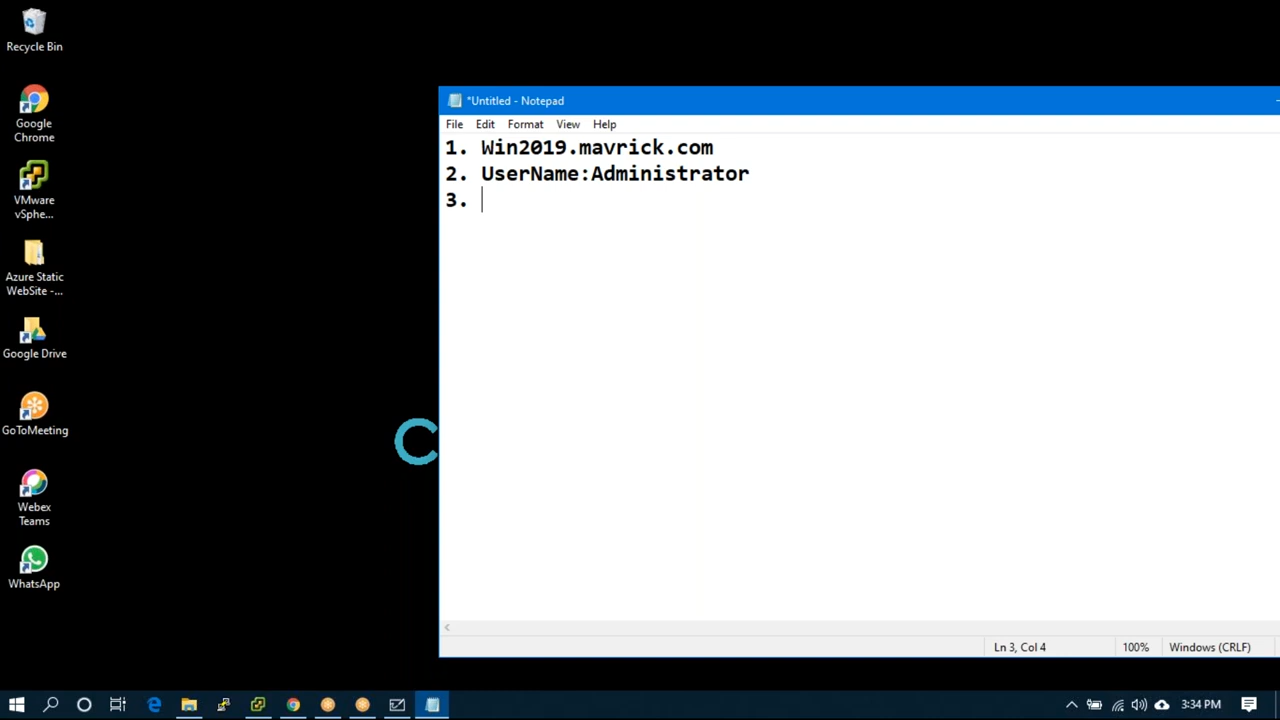 Recycle Bin
Google
Chrome
VMware
vSphe...
Azure Static
WebSite -...
Google Drive
GoToMeeting
Webex
Teams
WhatsApp
*Untitled - Notepad
File Edit Format View Help
1. Win2019.mavrick.com
2. UserName:Administrator
3.
Ln 3, Col 4 100% Windows (CRLF)
3:34 PM